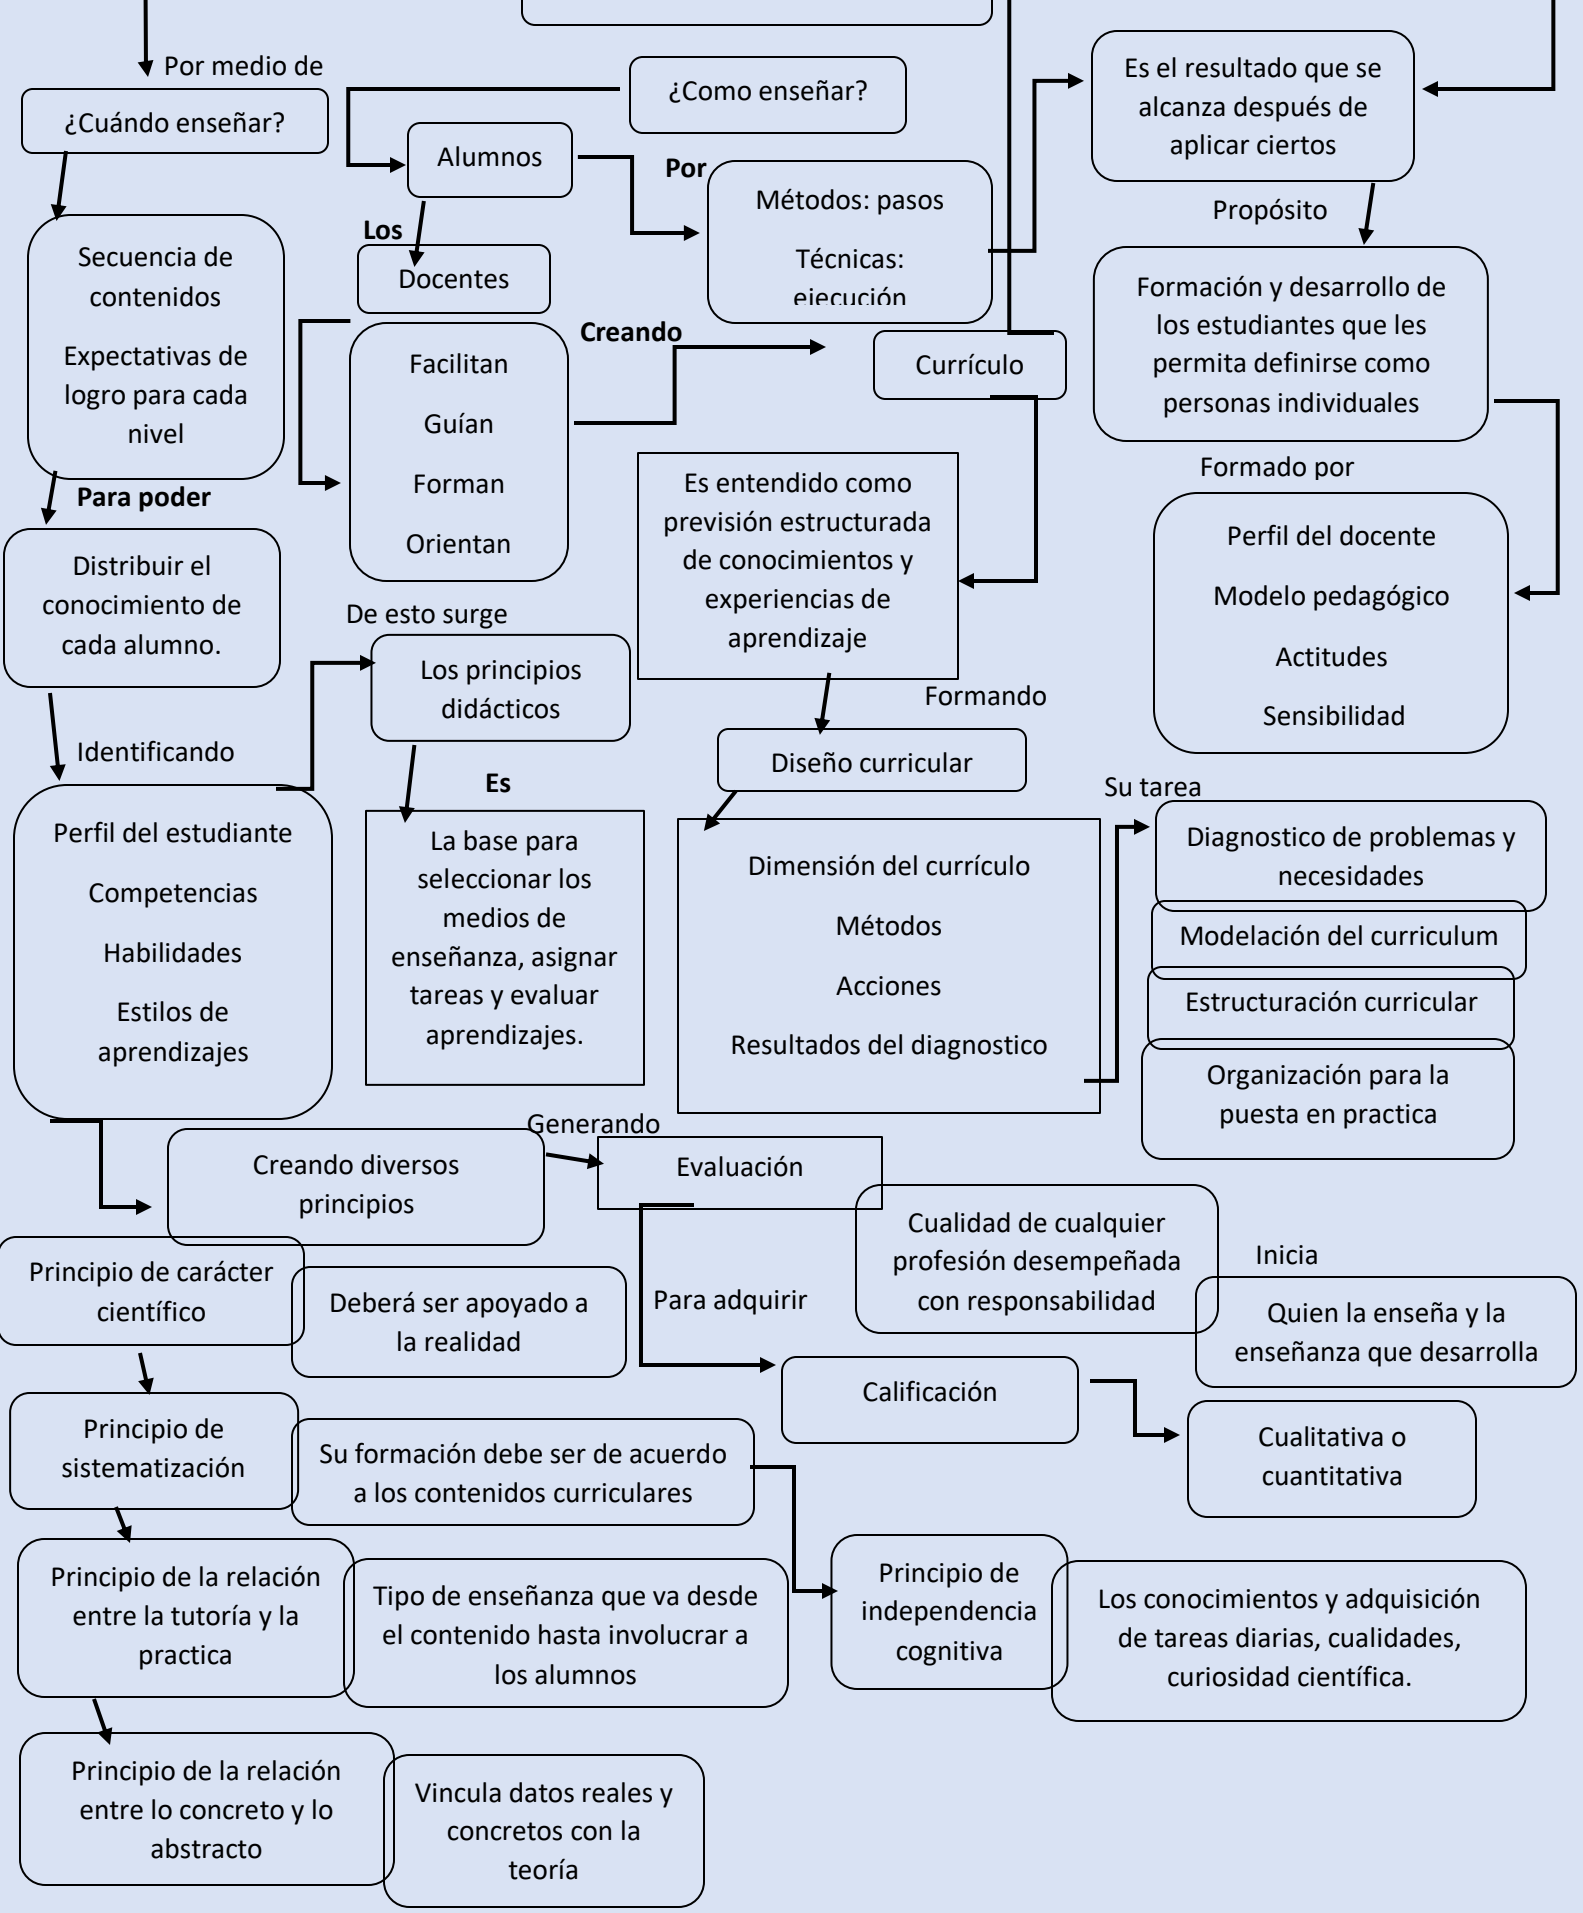 Por medio de
¿Cuándo enseñar?
¿Como enseñar?
Es el resultado que se
alcanza después de
aplicar ciertos
Alumnos
Por
Métodos: pasos
Técnicas:
ejecución
Propósito
Los
Docentes
Secuencia de
contenidos
Expectativas de
logro para cada
nivel
Formación y desarrollo de
los estudiantes que les
permita definirse como
personas individuales
Creando
Currículo
Facilitan
Guían
Forman
Orientan
Formado por
Para poder
Es entendido como
previsión estructurada
de conocimientos y
experiencias de
aprendizaje
Perfil del docente
Modelo pedagógico
Actitudes
Sensibilidad
Distribuir el
conocimiento de
cada alumno.
De esto surge
Los principios
didácticos
Formando
Identificando
Diseño curricular
Es
Su tarea
Perfil del estudiante
Competencias
Habilidades
Estilos de
aprendizajes
La base para
seleccionar los
medios de
enseñanza, asignar
tareas y evaluar
aprendizajes.
Dimensión del currículo
Métodos
Acciones
Resultados del diagnostico
Diagnostico de problemas y
necesidades
Modelación del curriculum
Estructuración curricular
Organización para la
puesta en practica
Generando
Creando diversos
principios
Evaluación
Cualidad de cualquier
profesión desempeñada
con responsabilidad
Inicia
Quien la enseña y la
enseñanza que desarrolla
Principio de carácter
científico
Deberá ser apoyado a
la realidad
Para adquirir
Calificación
Cualitativa o
cuantitativa
Principio de
sistematización
Su formación debe ser de acuerdo
a los contenidos curriculares
Principio de la relación
entre la tutoría y la
practica
Tipo de enseñanza que va desde
el contenido hasta involucrar a
los alumnos
Principio de
independencia
cognitiva
Los conocimientos y adquisición
de tareas diarias, cualidades,
curiosidad científica.
Principio de la relación
entre lo concreto y lo
abstracto
Vincula datos reales y
concretos con la
teoría